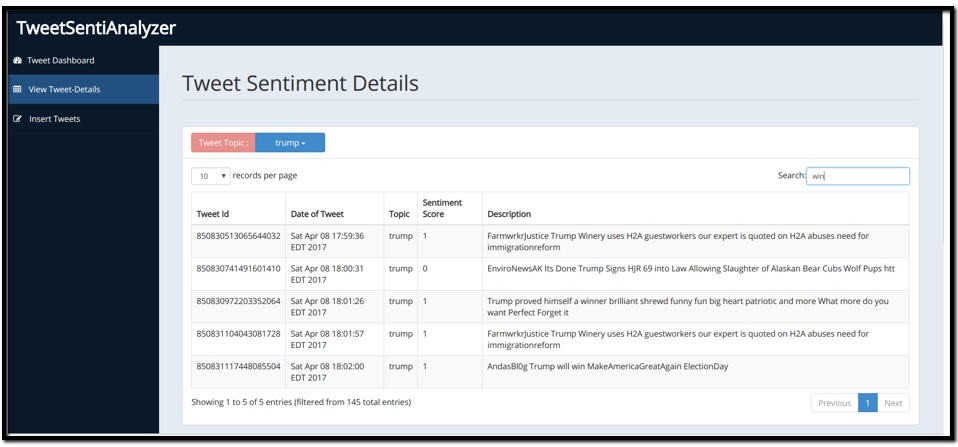 TweetSentiAnalyzer
Tweet Dashboard
View Tweet-Details
Insert Tweets
Tweet Sentiment Details
Tweet Topic : trump
10 records per page Search: win
Tweet Id Date of Tweet Topic Sentiment Score Description
850830513065644032 Sat Apr 08 17:59:36 trump 1 FarmwrkrJustice Trump Winery uses H2A guestworkers our expert is quoted on H2A abuses need for
EDT 2017 immigrationreform
850830741491601410 Sat Apr 08 18:00:31 trump 0 EnviroNewsAK Its Done Trump Signs HJR 69 into Law Allowing Slaughter of Alaskan Bear Cubs Wolf Pups htt
EDT 2017
850830972203352064 Sat Apr 08 18:01:26 trump 1 Trump proved himself a winner brilliant shrewd funny fun big heart patriotic and more What more do you
EDT 2017 want Perfect Forget it
850831104043081728 Sat Apr 08 18:01:57 trump 1 FarmwrkrJustice Trump Winery uses H2A guestworkers our expert is quoted on H2A abuses need for
EDT 2017 immigrationreform
850831117448085504 Sat Apr 08 18:02:00 trump 1 AndasBl0g Trump will win MakeAmericaGreatAgain ElectionDay
EDT 2017
Showing 1 to 5 of 5 entries (filtered from 145 total entries) Previous 1 Next